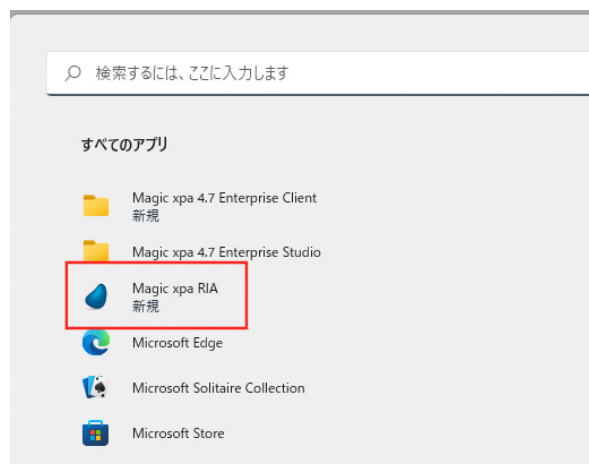 検索するには、ここに入力します
すべてのアプリ
Magic xpa 4.7 Enterprise Client
新規
Magic xpa 4.7 Enterprise Studio
Magic xpa RIA
新規
Microsoft Edge
Microsoft Solitaire Collection
Microsoft Store